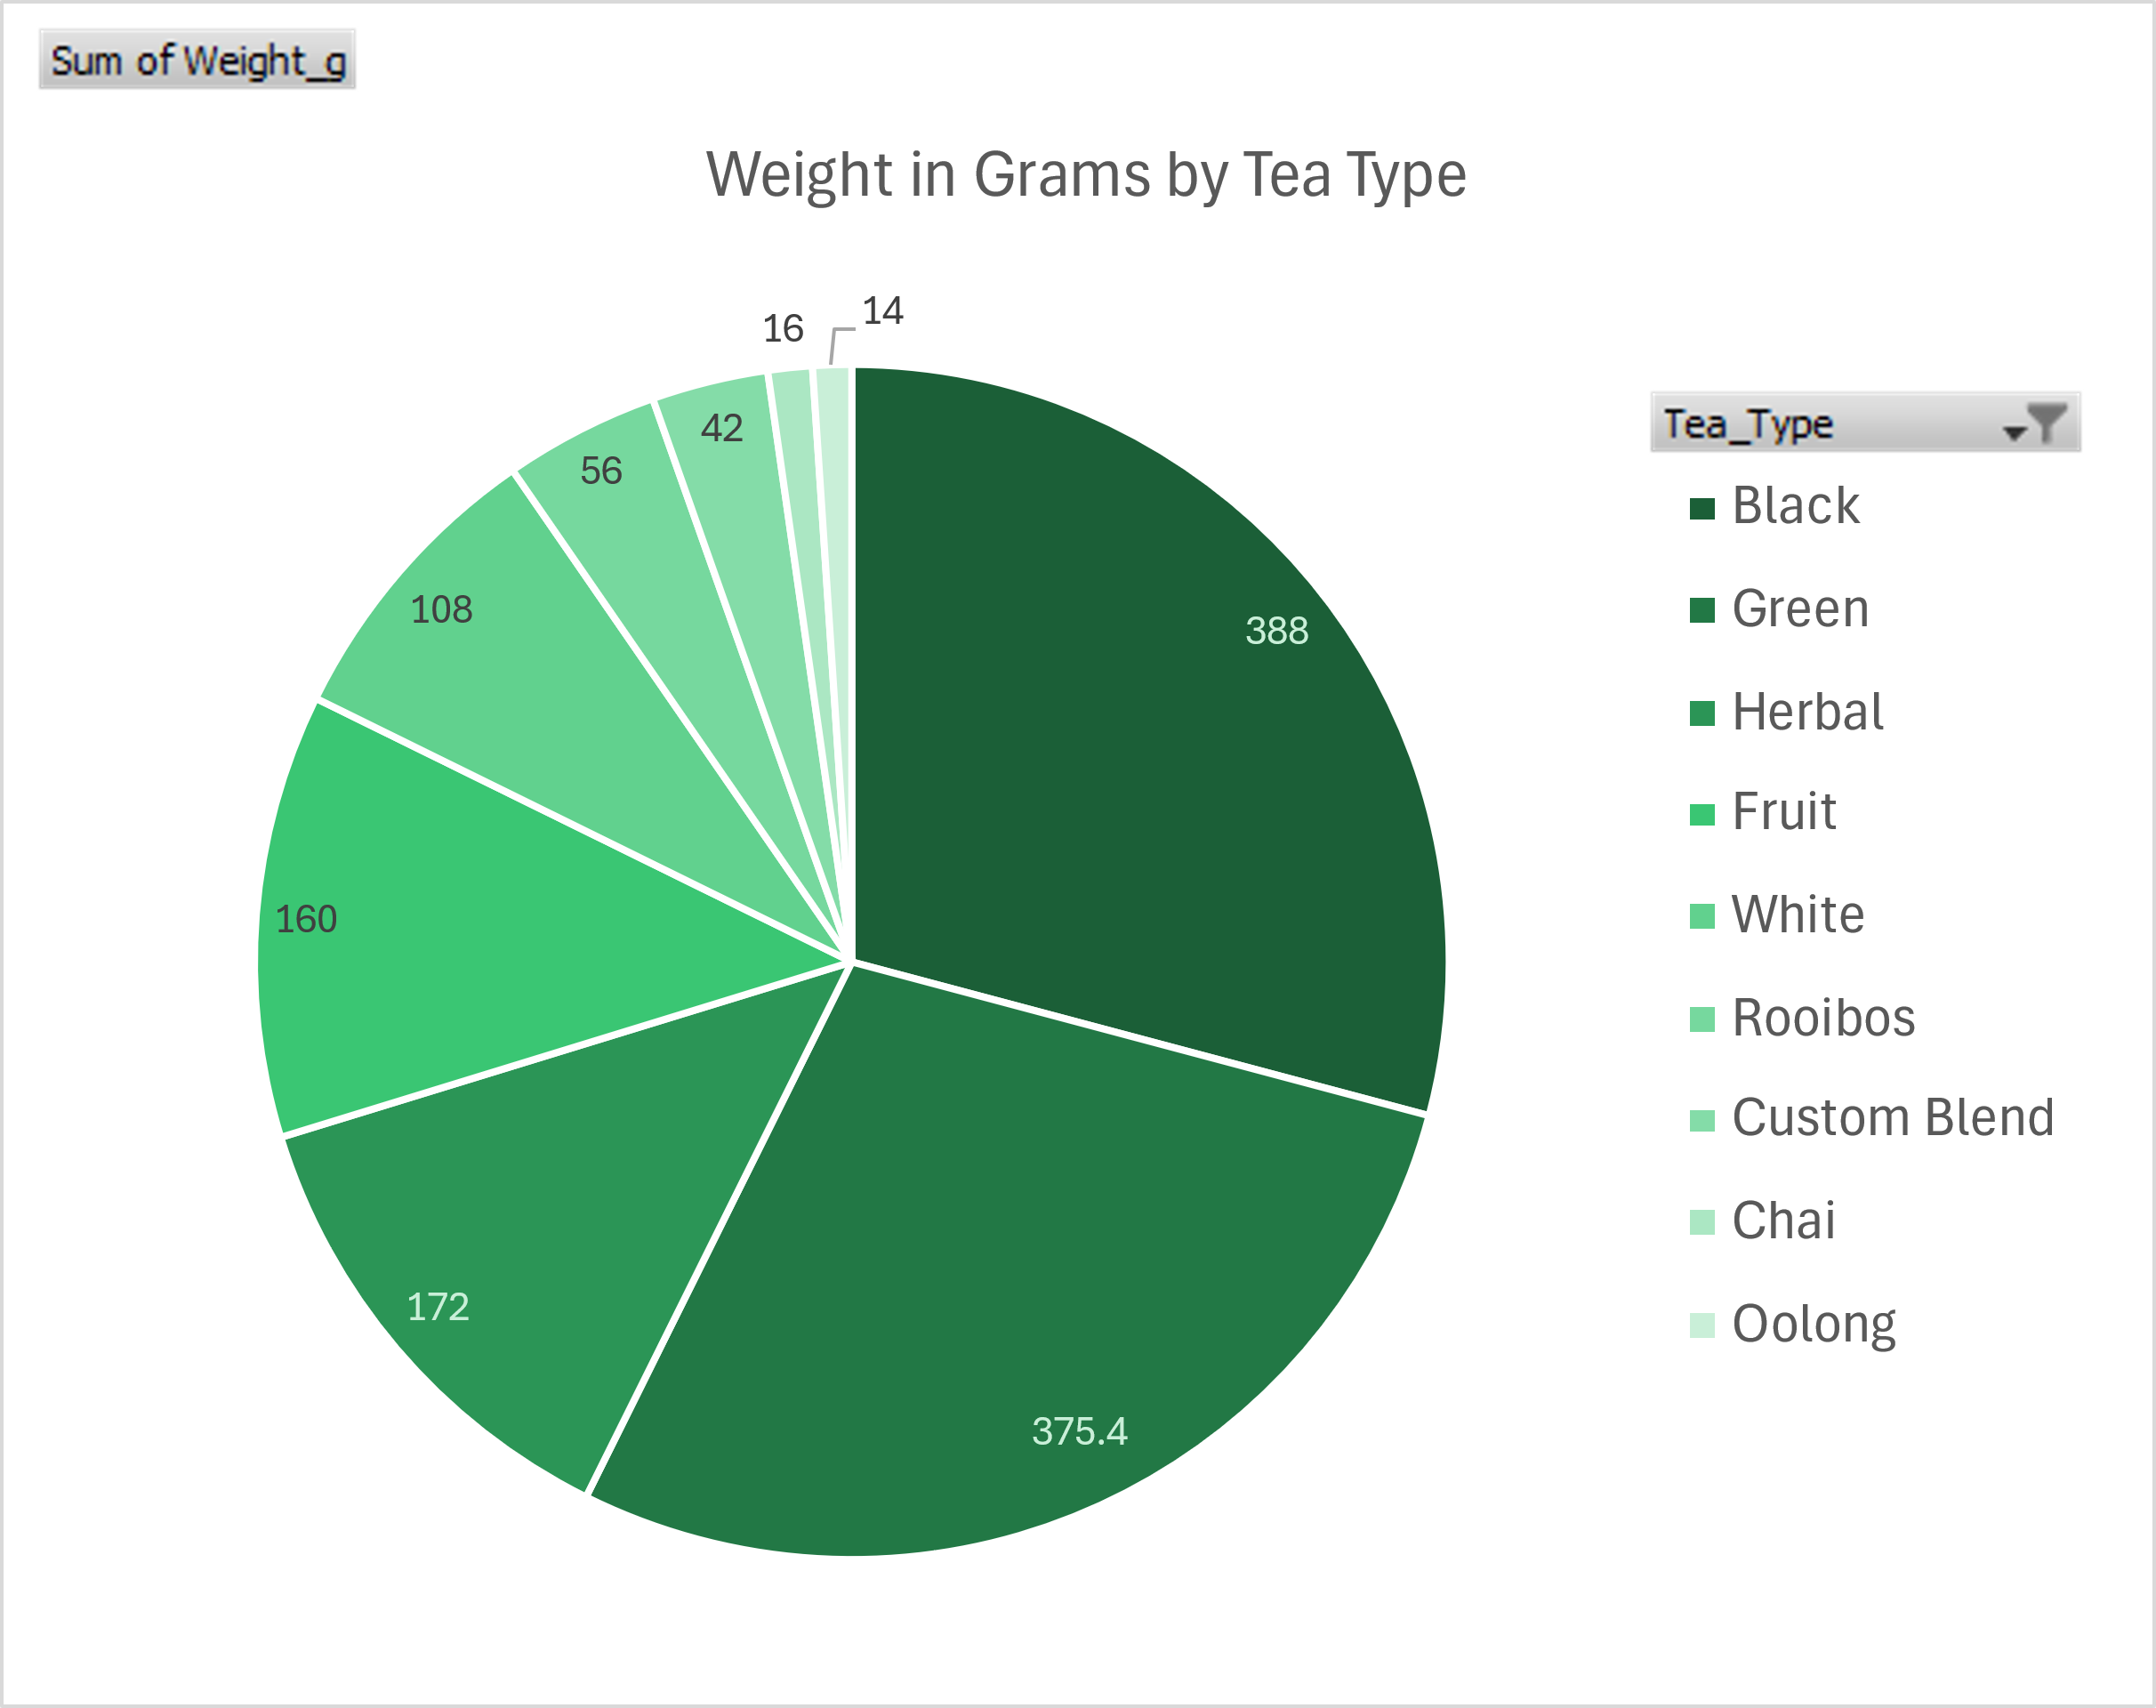 Sum of Weight_g
Weight in Grams by Tea Type
16
14
42
56
108
388
160
172
375.4
Tea_Type
Black
Green
Herbal
Fruit
White
Rooibos
Custom Blend
Chai
Oolong